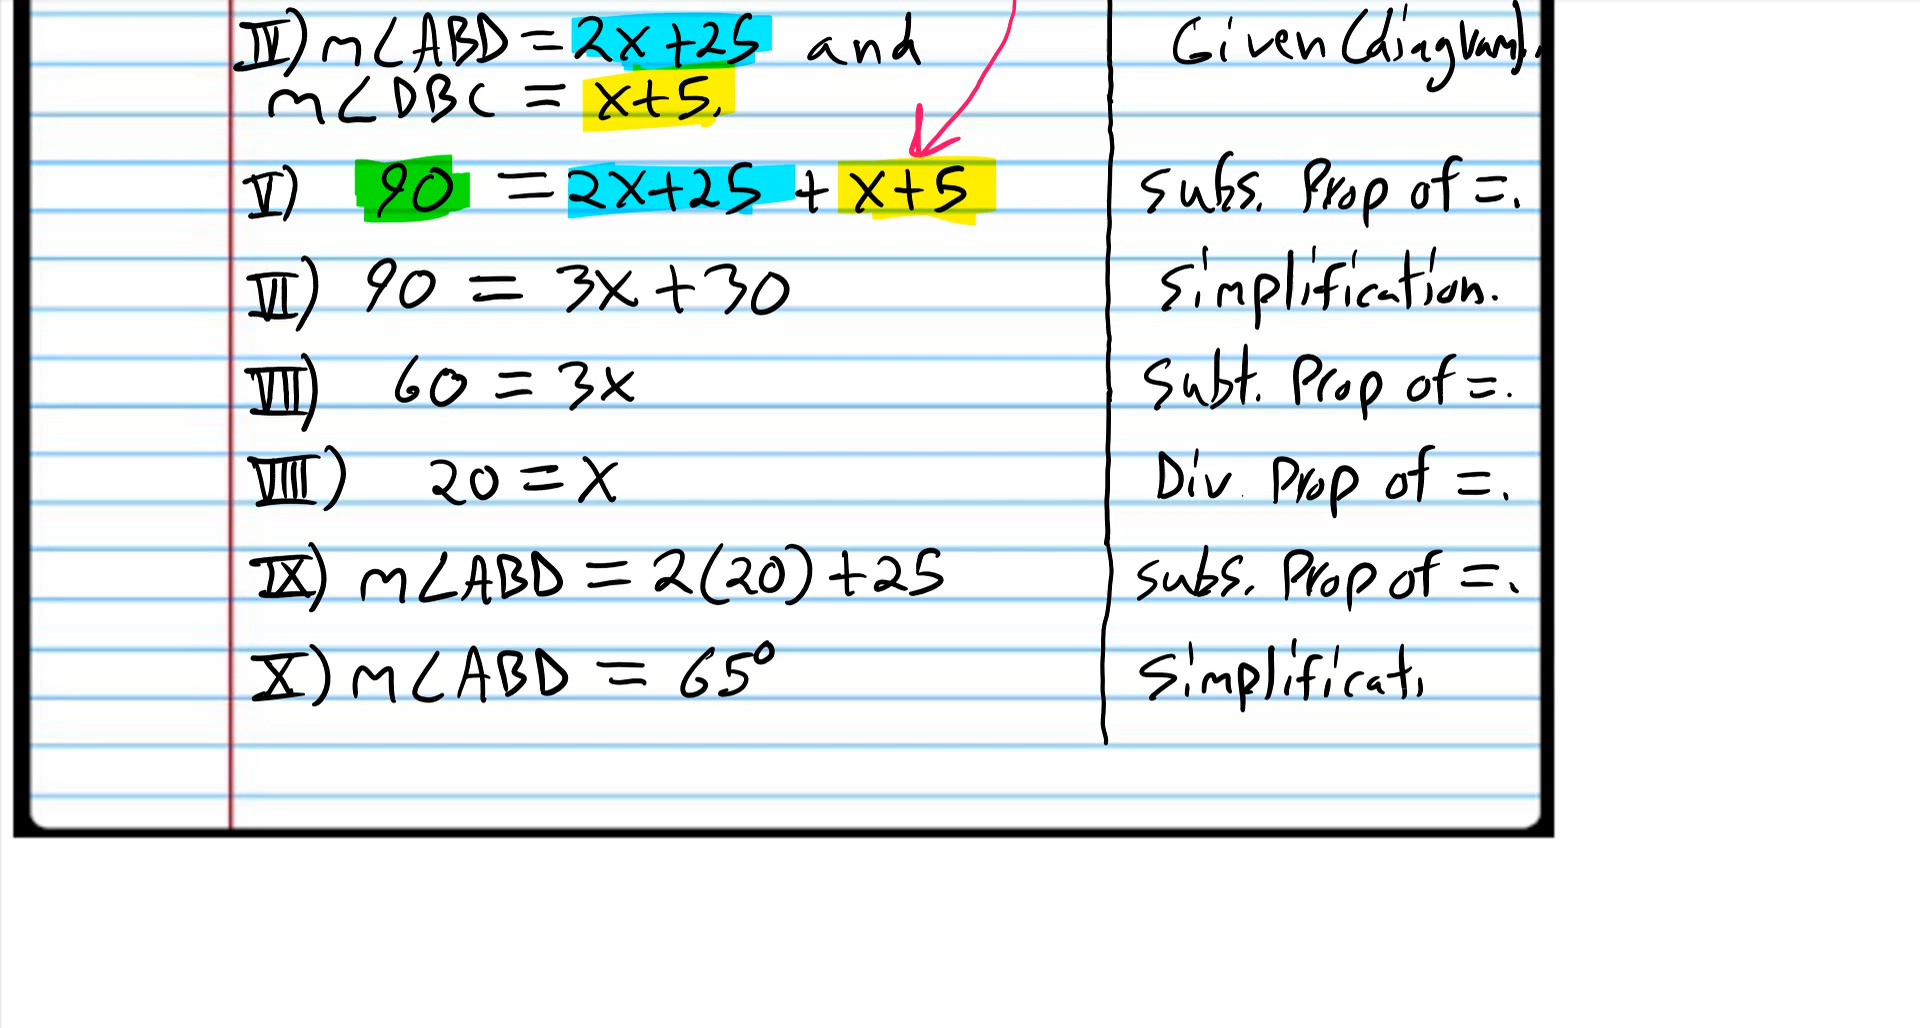 IV) m∠ABD = 2x+25 and Given (diagram).
m∠DBC = x+5.
V) 90 = 2x+25 + x+5 Subs. Prop of =.
VI) 90 = 3x+30 Simplification.
VII) 60 = 3x Subt. Prop of =.
VIII) 20 = x Div. Prop of =.
IX) m∠ABD = 2(20)+25 Subs. Prop of =.
X) m∠ABD = 65° Simplificati